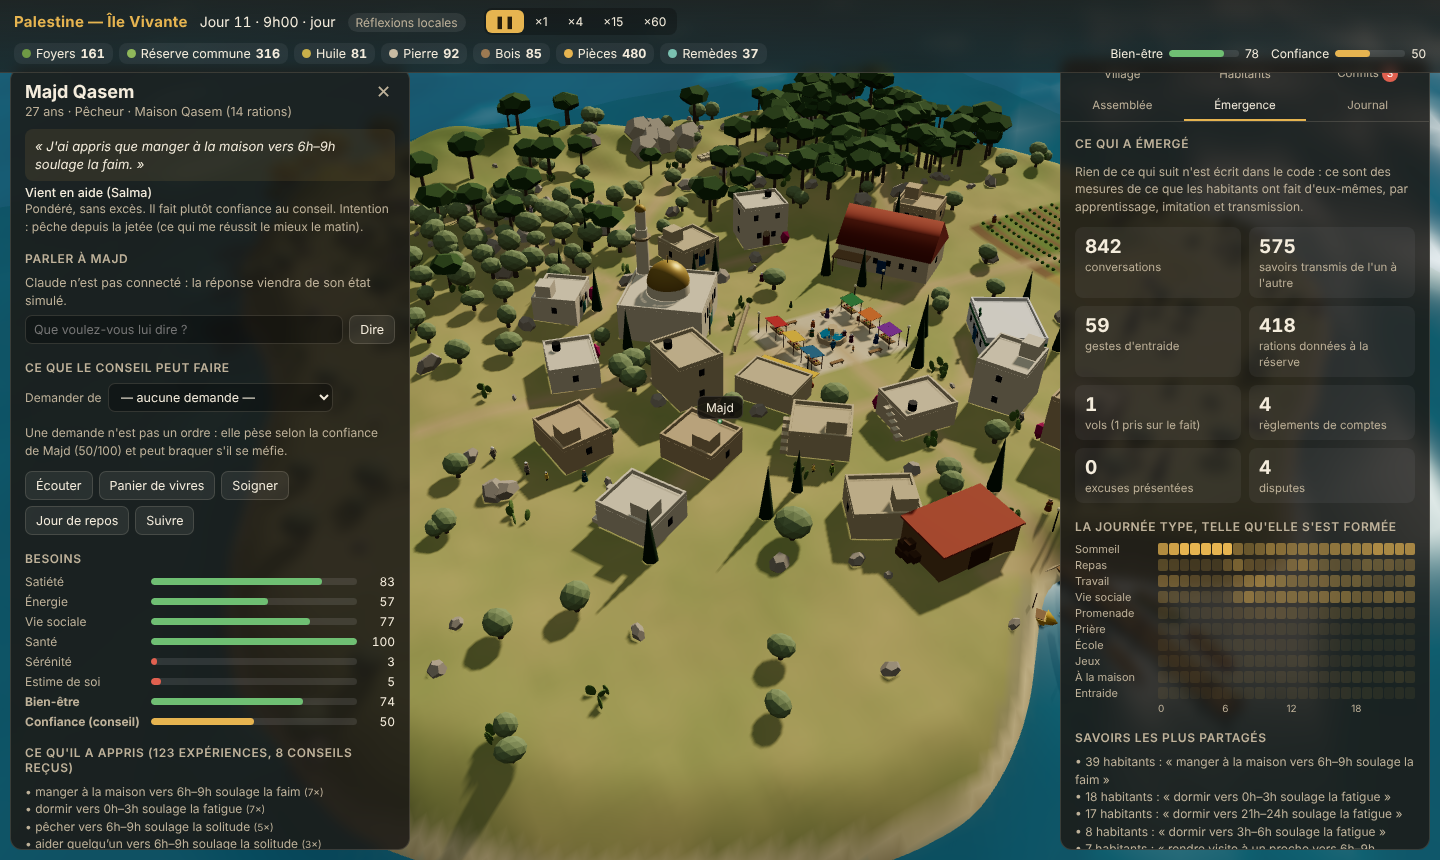 Palestine — Île Vivante
Jour 11 · 9h00 · jour
Réflexions locales
×1
×4
×15
×60
Foyers 161
Réserve commune 316
Huile 81
Pierre 92
Bois 85
Pièces 480
Remèdes 37
Bien-être 78
Confiance 50
Majd Qasem
27 ans · Pêcheur · Maison Qasem (14 rations)
« J'ai appris que manger à la maison vers 6h–9h
soulage la faim. »
Vient en aide (Salma)
Pondéré, sans excès. Il fait plutôt confiance au conseil. Intention
: pêche depuis la jetée (ce qui me réussit le mieux le matin).
PARLER À MAJD
Claude n'est pas connecté : la réponse viendra de son état
simulé.
Que voulez-vous lui dire ?
Dire
CE QUE LE CONSEIL PEUT FAIRE
Demander de
— aucune demande —
Une demande n'est pas un ordre : elle pèse selon la confiance
de Majd (50/100) et peut braquer s'il se méfie.
Écouter
Panier de vivres
Soigner
Jour de repos
Suivre
BESOINS
Satiété 83
Énergie 57
Vie sociale 77
Santé 100
Sérénité 3
Estime de soi 5
Bien-être 74
Confiance (conseil) 50
CE QU'IL A APPRIS (123 EXPÉRIENCES, 8 CONSEILS
REÇUS)
• manger à la maison vers 6h–9h soulage la faim (7×)
• dormir vers 0h–3h soulage la fatigue (7×)
• pêcher vers 6h–9h soulage la solitude (5×)
• aider quelqu'un vers 6h–9h soulage la solitude (3×)
Majd
Village
Habitants
Conflits 3
Assemblée
Émergence
Journal
CE QUI A ÉMERGÉ
Rien de ce qui suit n'est écrit dans le code : ce sont des
mesures de ce que les habitants ont fait d'eux-mêmes, par
apprentissage, imitation et transmission.
842
conversations
575
savoirs transmis de l'un à
l'autre
59
gestes d'entraide
418
rations données à la
réserve
1
vols (1 pris sur le fait)
4
règlements de comptes
0
excuses présentées
4
disputes
LA JOURNÉE TYPE, TELLE QU'ELLE S'EST FORMÉE
Sommeil
Repas
Travail
Vie sociale
Promenade
Prière
École
Jeux
À la maison
Entraide
0 6 12 18
SAVOIRS LES PLUS PARTAGÉS
• 39 habitants : « manger à la maison vers 6h–9h soulage la
faim »
• 18 habitants : « dormir vers 0h–3h soulage la fatigue »
• 17 habitants : « dormir vers 21h–24h soulage la fatigue »
• 8 habitants : « dormir vers 3h–6h soulage la fatigue »
• 7 habitants : « rendre visite à un proche vers 6h–9h